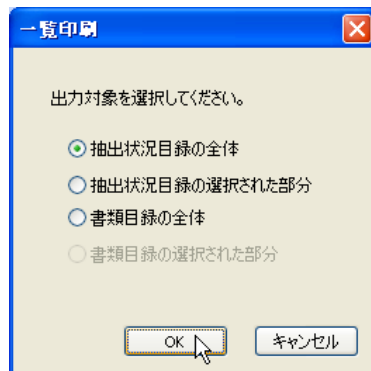 一覧印刷
出力対象を選択してください。
抽出状況目録の全体
抽出状況目録の選択された部分
書類目録の全体
書類目録の選択された部分
OK
キャンセル